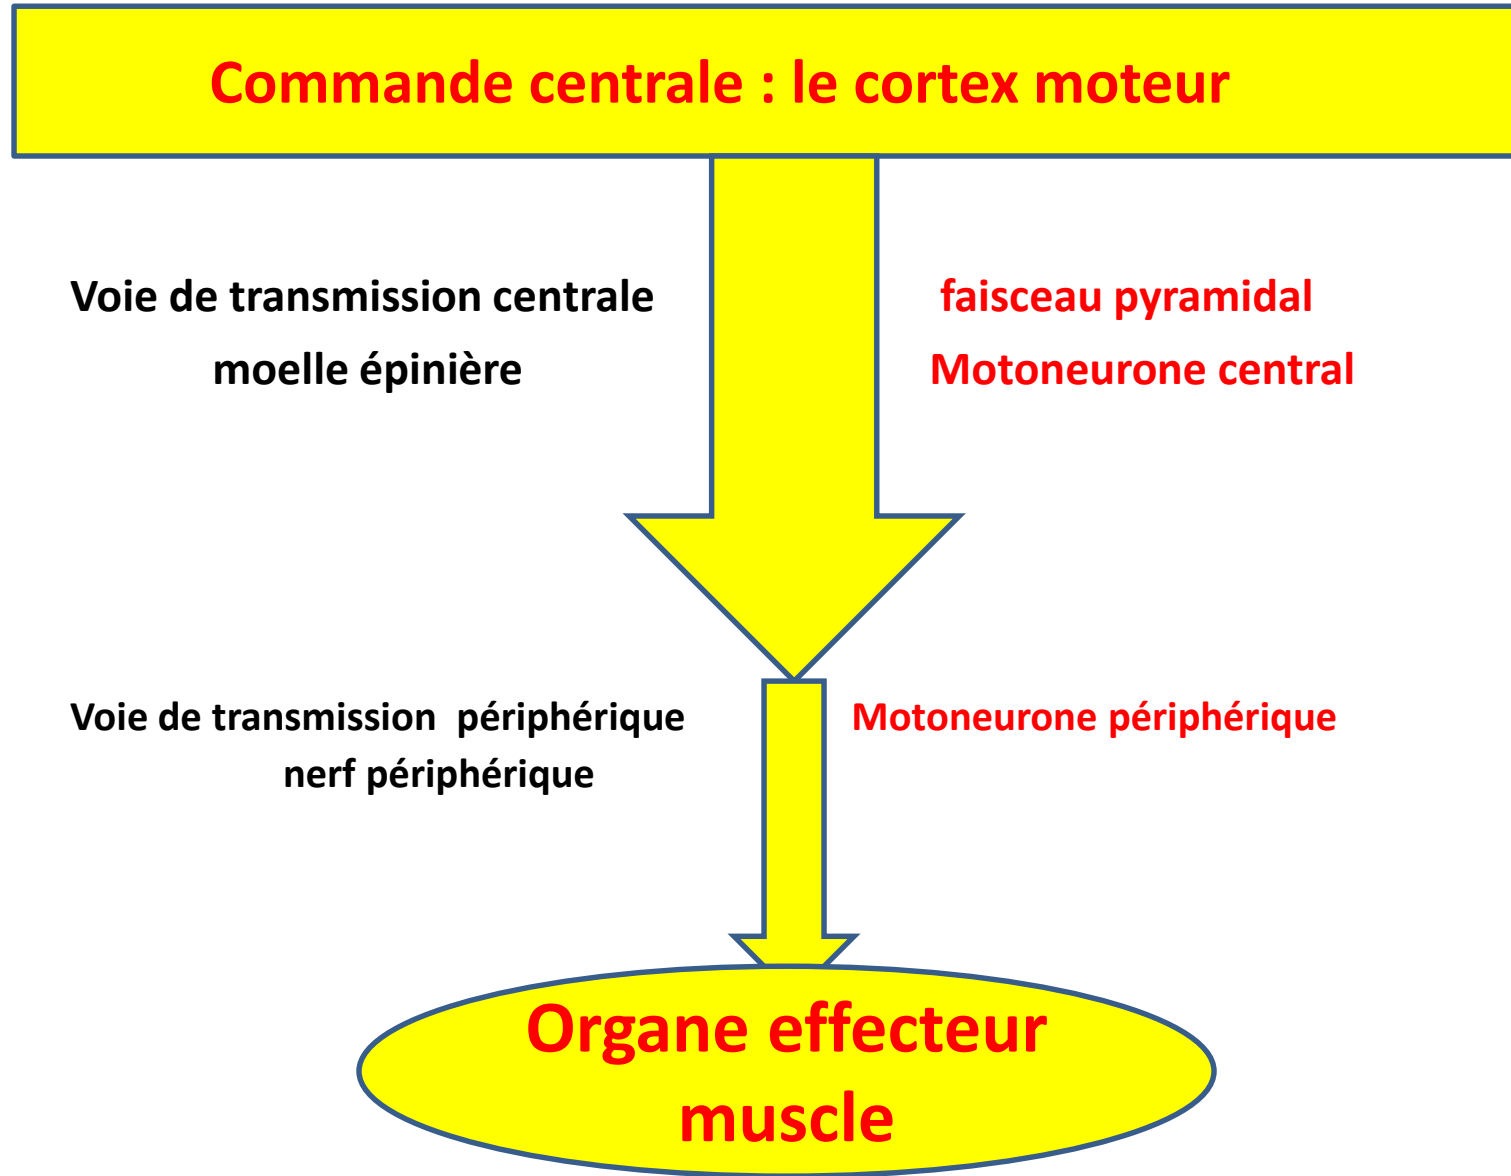 Commande centrale : le cortex moteur
Voie de transmission centrale
moelle épinière
faisceau pyramidal
Motoneurone central
Voie de transmission périphérique
nerf périphérique
Motoneurone périphérique
Organe effecteur
muscle